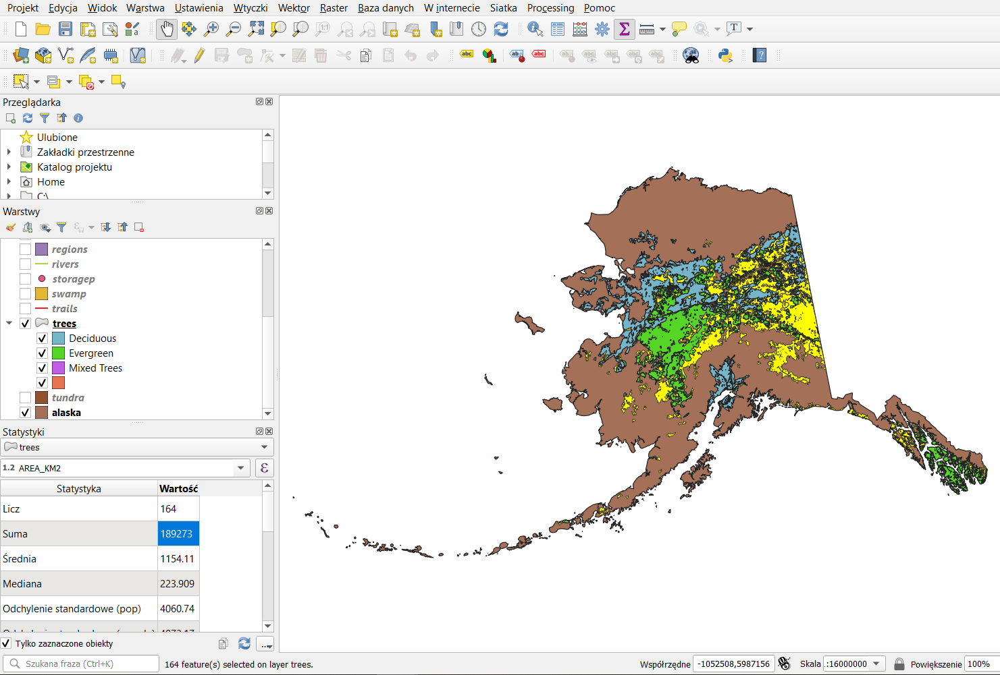 Projekt Edycja Widok Warstwa Ustawienia Wtyczki Wektor Raster Baza danych W internecie Siatka Processing Pomoc
Przeglądarka
Ulubione
Zakładki przestrzenne
Katalog projektu
Home
C:\
Warstwy
regions
rivers
storagep
swamp
trails
trees
Deciduous
Evergreen
Mixed Trees
tundra
alaska
Statystyki
trees
1.2 AREA_KM2 ε
Statystyka Wartość
Licz 164
Suma 189273
Średnia 1154.11
Mediana 223.909
Odchylenie standardowe (pop) 4060.74
Tylko zaznaczone obiekty
Szukana fraza (Ctrl+K) 164 feature(s) selected on layer trees. Współrzędne -1052508,5987156 Skala .:16000000 Powiększenie 100%